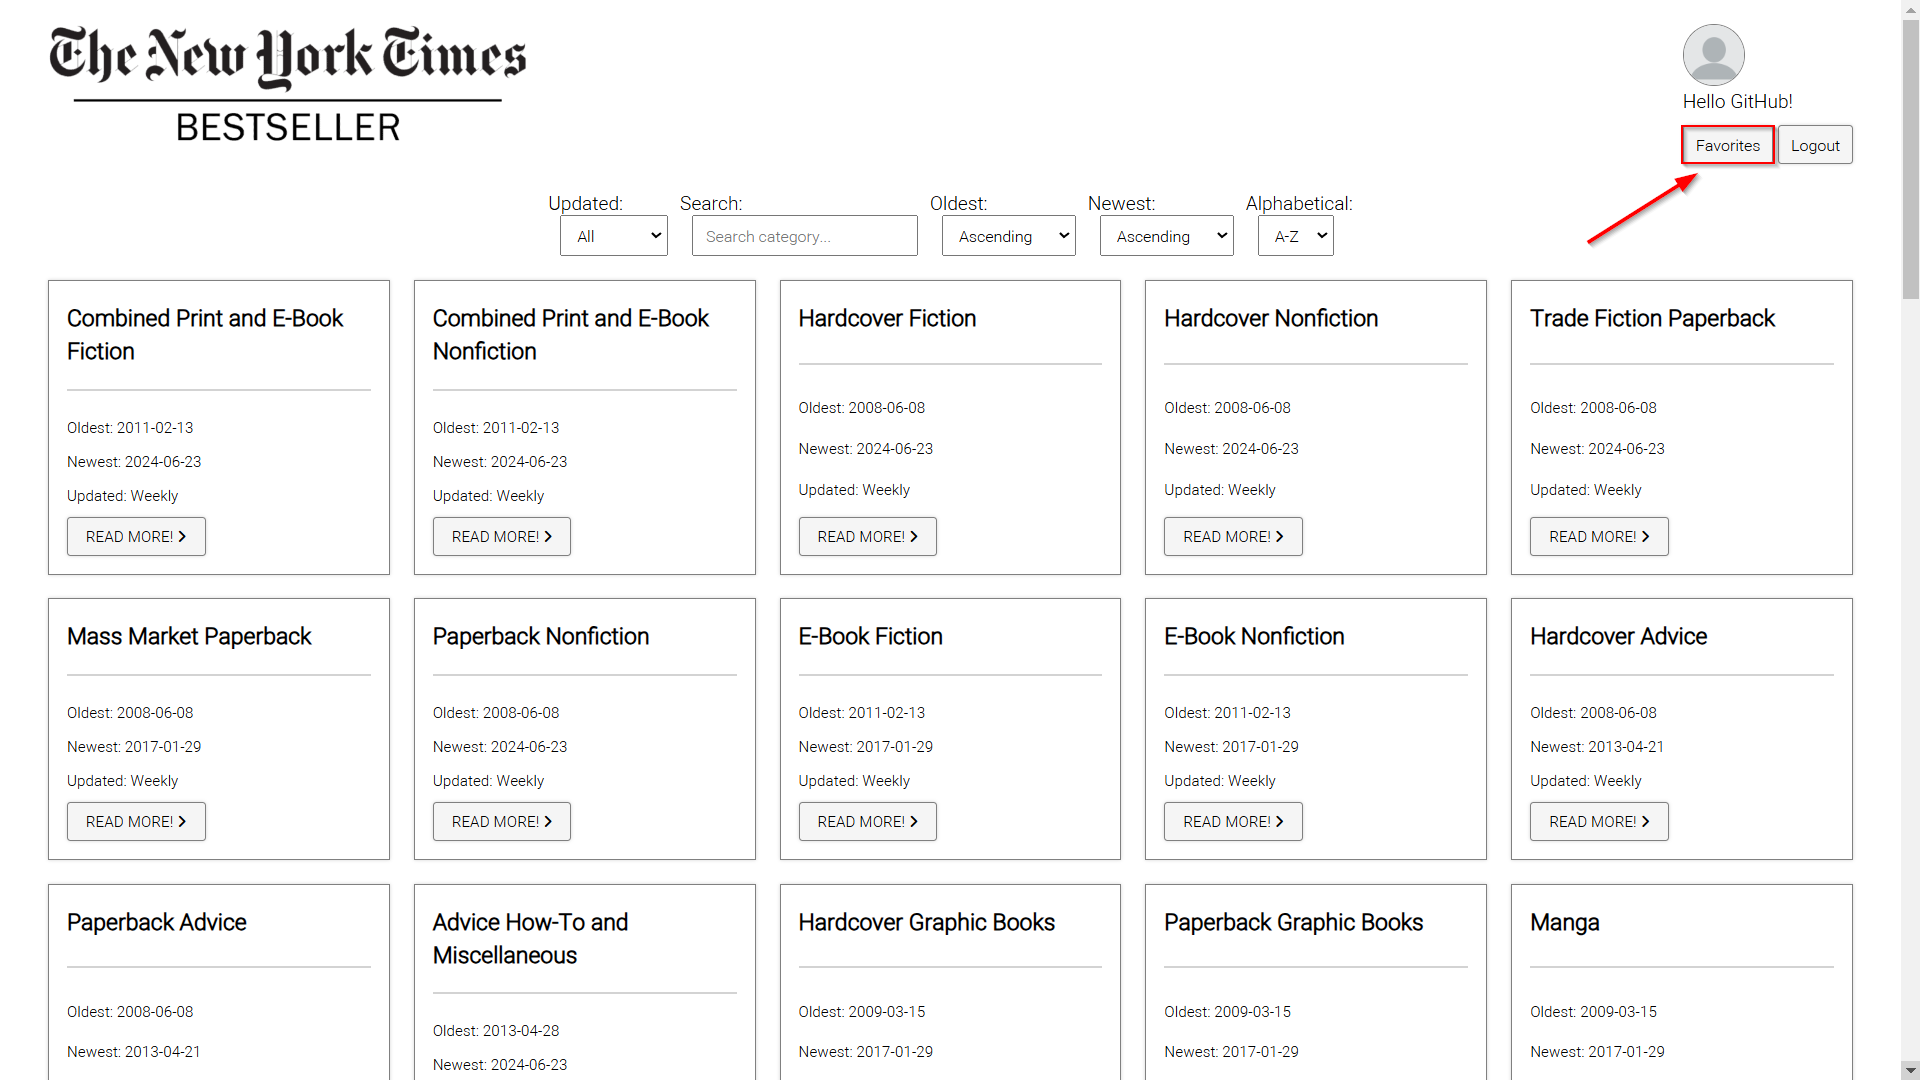 The New York Times
BESTSELLER
Hello GitHub!
Favorites
Logout
Updated:
Search:
Oldest:
Newest:
Alphabetical:
All
Search category...
Ascending
Ascending
A-Z
Combined Print and E-Book
Fiction
Oldest: 2011-02-13
Newest: 2024-06-23
Updated: Weekly
READ MORE!
Combined Print and E-Book
Nonfiction
Oldest: 2011-02-13
Newest: 2024-06-23
Updated: Weekly
READ MORE!
Hardcover Fiction
Oldest: 2008-06-08
Newest: 2024-06-23
Updated: Weekly
READ MORE!
Hardcover Nonfiction
Oldest: 2008-06-08
Newest: 2024-06-23
Updated: Weekly
READ MORE!
Trade Fiction Paperback
Oldest: 2008-06-08
Newest: 2024-06-23
Updated: Weekly
READ MORE!
Mass Market Paperback
Oldest: 2008-06-08
Newest: 2017-01-29
Updated: Weekly
READ MORE!
Paperback Nonfiction
Oldest: 2008-06-08
Newest: 2024-06-23
Updated: Weekly
READ MORE!
E-Book Fiction
Oldest: 2011-02-13
Newest: 2017-01-29
Updated: Weekly
READ MORE!
E-Book Nonfiction
Oldest: 2011-02-13
Newest: 2017-01-29
Updated: Weekly
READ MORE!
Hardcover Advice
Oldest: 2008-06-08
Newest: 2013-04-21
Updated: Weekly
READ MORE!
Paperback Advice
Oldest: 2008-06-08
Newest: 2013-04-21
Advice How-To and
Miscellaneous
Oldest: 2013-04-28
Newest: 2024-06-23
Hardcover Graphic Books
Oldest: 2009-03-15
Newest: 2017-01-29
Paperback Graphic Books
Oldest: 2009-03-15
Newest: 2017-01-29
Manga
Oldest: 2009-03-15
Newest: 2017-01-29